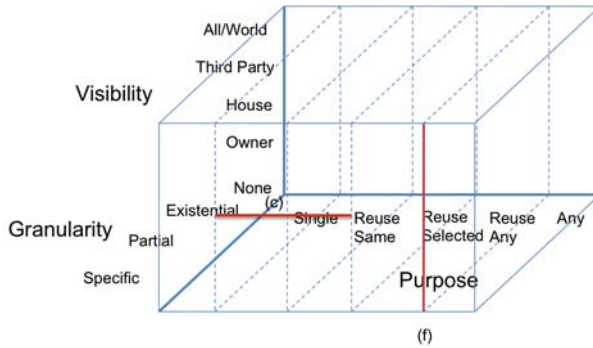 All/World
Third Party
Visibility
House
Owner
None
(c)
Existential
Granularity
Partial
Specific
Single
Reuse Same
Reuse Selected
Reuse Any
Any
Purpose
(f)